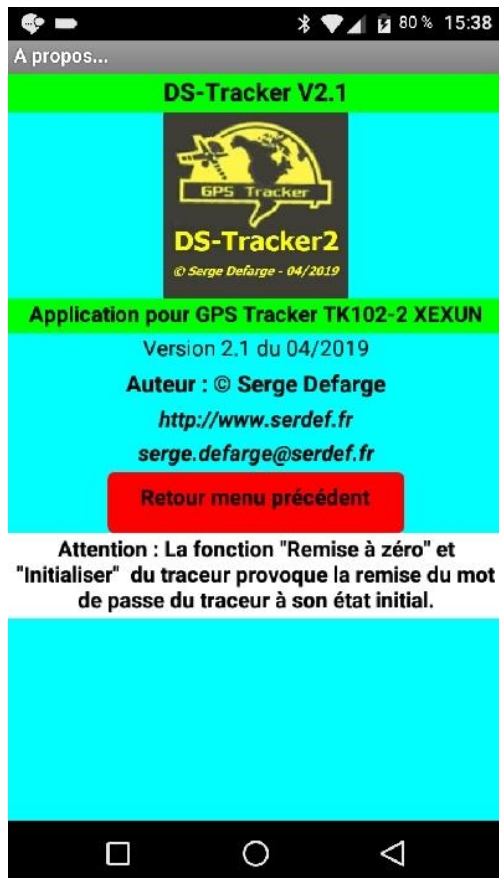 80 % 15:38
A propos...
DS-Tracker V2.1
GPS Tracker
DS-Tracker2
© Serge Defarge - 04/2019
Application pour GPS Tracker TK102-2 XEXUN
Version 2.1 du 04/2019
Auteur : © Serge Defarge
http://www.serdef.fr
serge.defarge@serdef.fr
Retour menu précédent
Attention : La fonction "Remise à zéro" et
"Initialiser" du traceur provoque la remise du mot
de passe du traceur à son état initial.